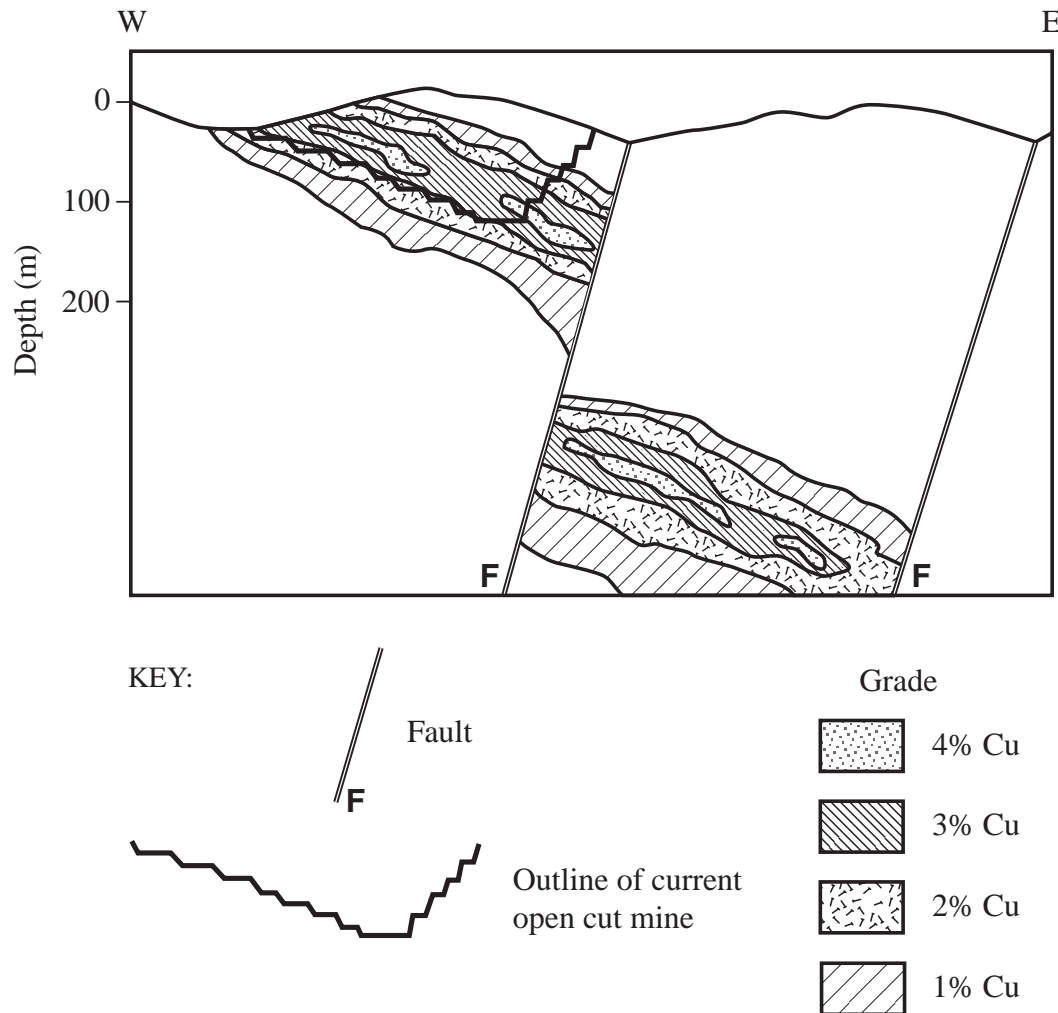 W
E
0
100
200
Depth (m)
F
F
KEY:
Fault
F
Outline of current
open cut mine
Grade
4% Cu
3% Cu
2% Cu
1% Cu